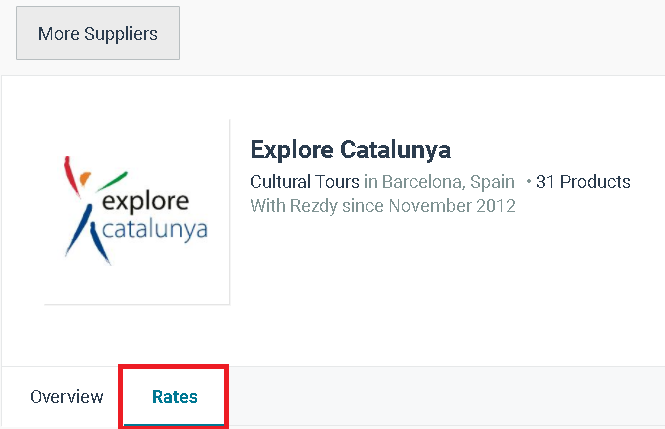 More Suppliers
explore
catalunya
Explore Catalunya
Cultural Tours in Barcelona, Spain • 31 Products
With Rezdy since November 2012
Overview Rates